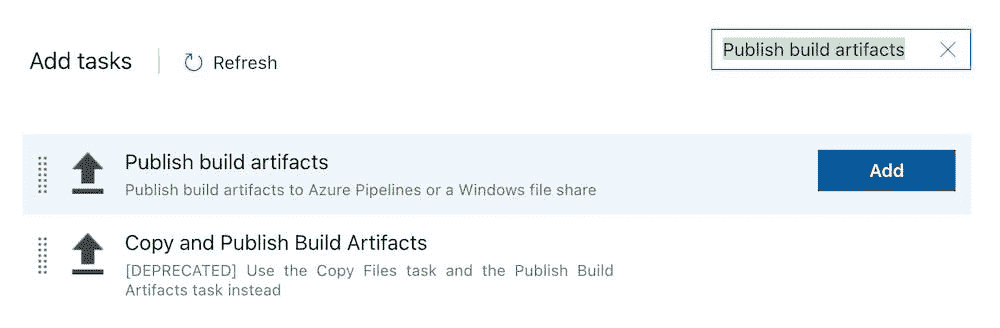 Add tasks
Refresh
Publish build artifacts
Publish build artifacts
Publish build artifacts to Azure Pipelines or a Windows file share
Add
Copy and Publish Build Artifacts
[DEPRECATED] Use the Copy Files task and the Publish Build
Artifacts task instead